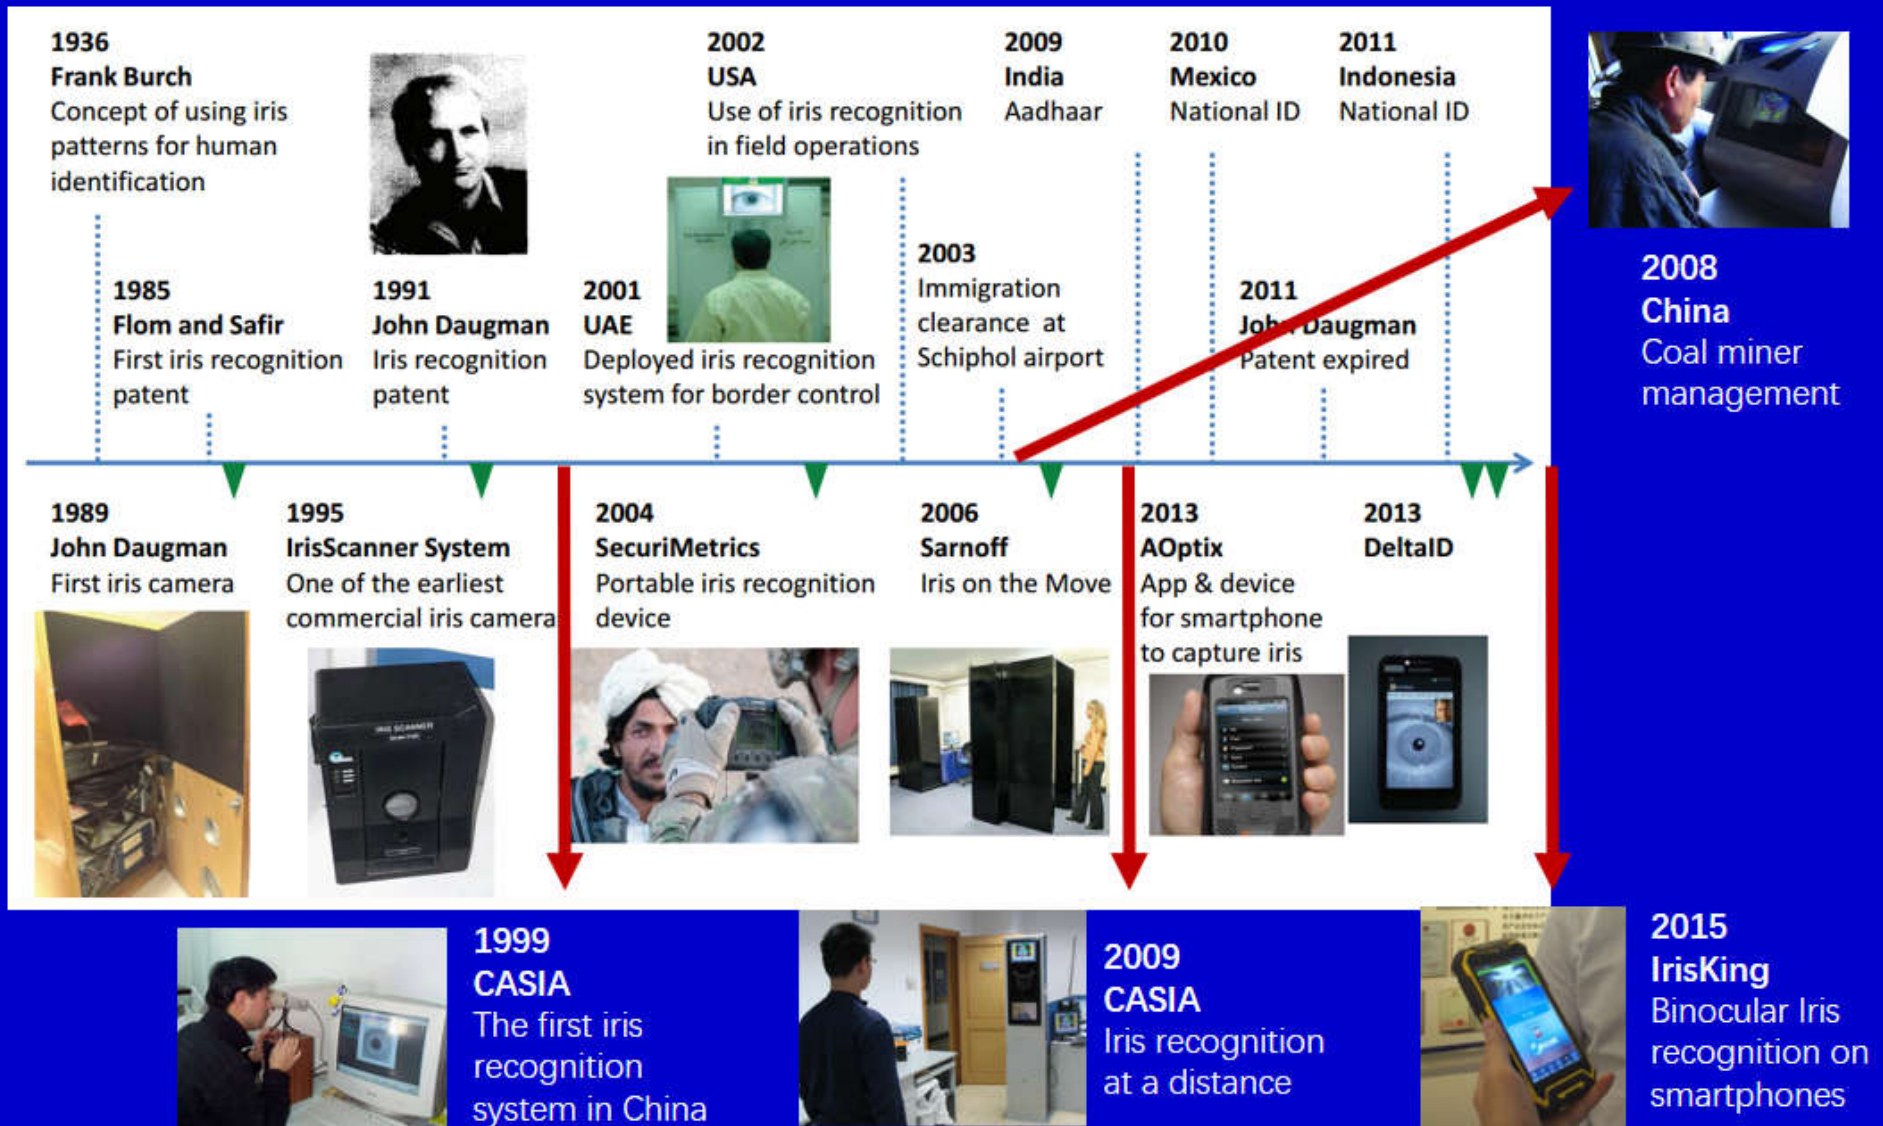 1936
Frank Burch
Concept of using iris
patterns for human
identification
2002
USA
Use of iris recognition
in field operations
2009
India
Aadhaar
2010
Mexico
National ID
2011
Indonesia
National ID
1985
Flom and Safir
First iris recognition
patent
1991
John Daugman
Iris recognition
patent
2001
UAE
Deployed iris recognition
system for border control
2003
Immigration
clearance at
Schiphol airport
2011
John Daugman
Patent expired
2008
China
Coal miner
management
1989
John Daugman
First iris camera
1995
IrisScanner System
One of the earliest
commercial iris camera
IRIS SCANNER
2004
SecuriMetrics
Portable iris recognition
device
2006
Sarnoff
Iris on the Move
2013
AOptix
App & device
for smartphone
to capture iris
2013
DeltaID
1999
CASIA
The first iris
recognition
system in China
2009
CASIA
Iris recognition
at a distance
2015
IrisKing
Binocular Iris
recognition on
smartphones